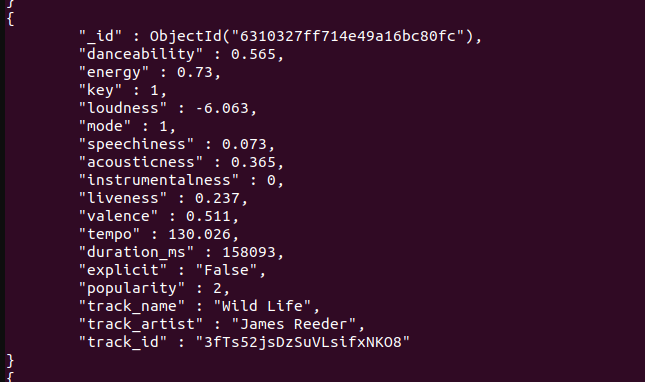 }
{
"_id" : ObjectId("6310327ff714e49a16bc80fc"),
"danceability" : 0.565,
"energy" : 0.73,
"key" : 1,
"loudness" : -6.063,
"mode" : 1,
"speechiness" : 0.073,
"acousticness" : 0.365,
"instrumentalness" : 0,
"liveness" : 0.237,
"valence" : 0.511,
"tempo" : 130.026,
"duration_ms" : 158093,
"explicit" : "False",
"popularity" : 2,
"track_name" : "Wild Life",
"track_artist" : "James Reeder",
"track_id" : "3fTs52jsDzSuVLsifxNKO8"
}
{